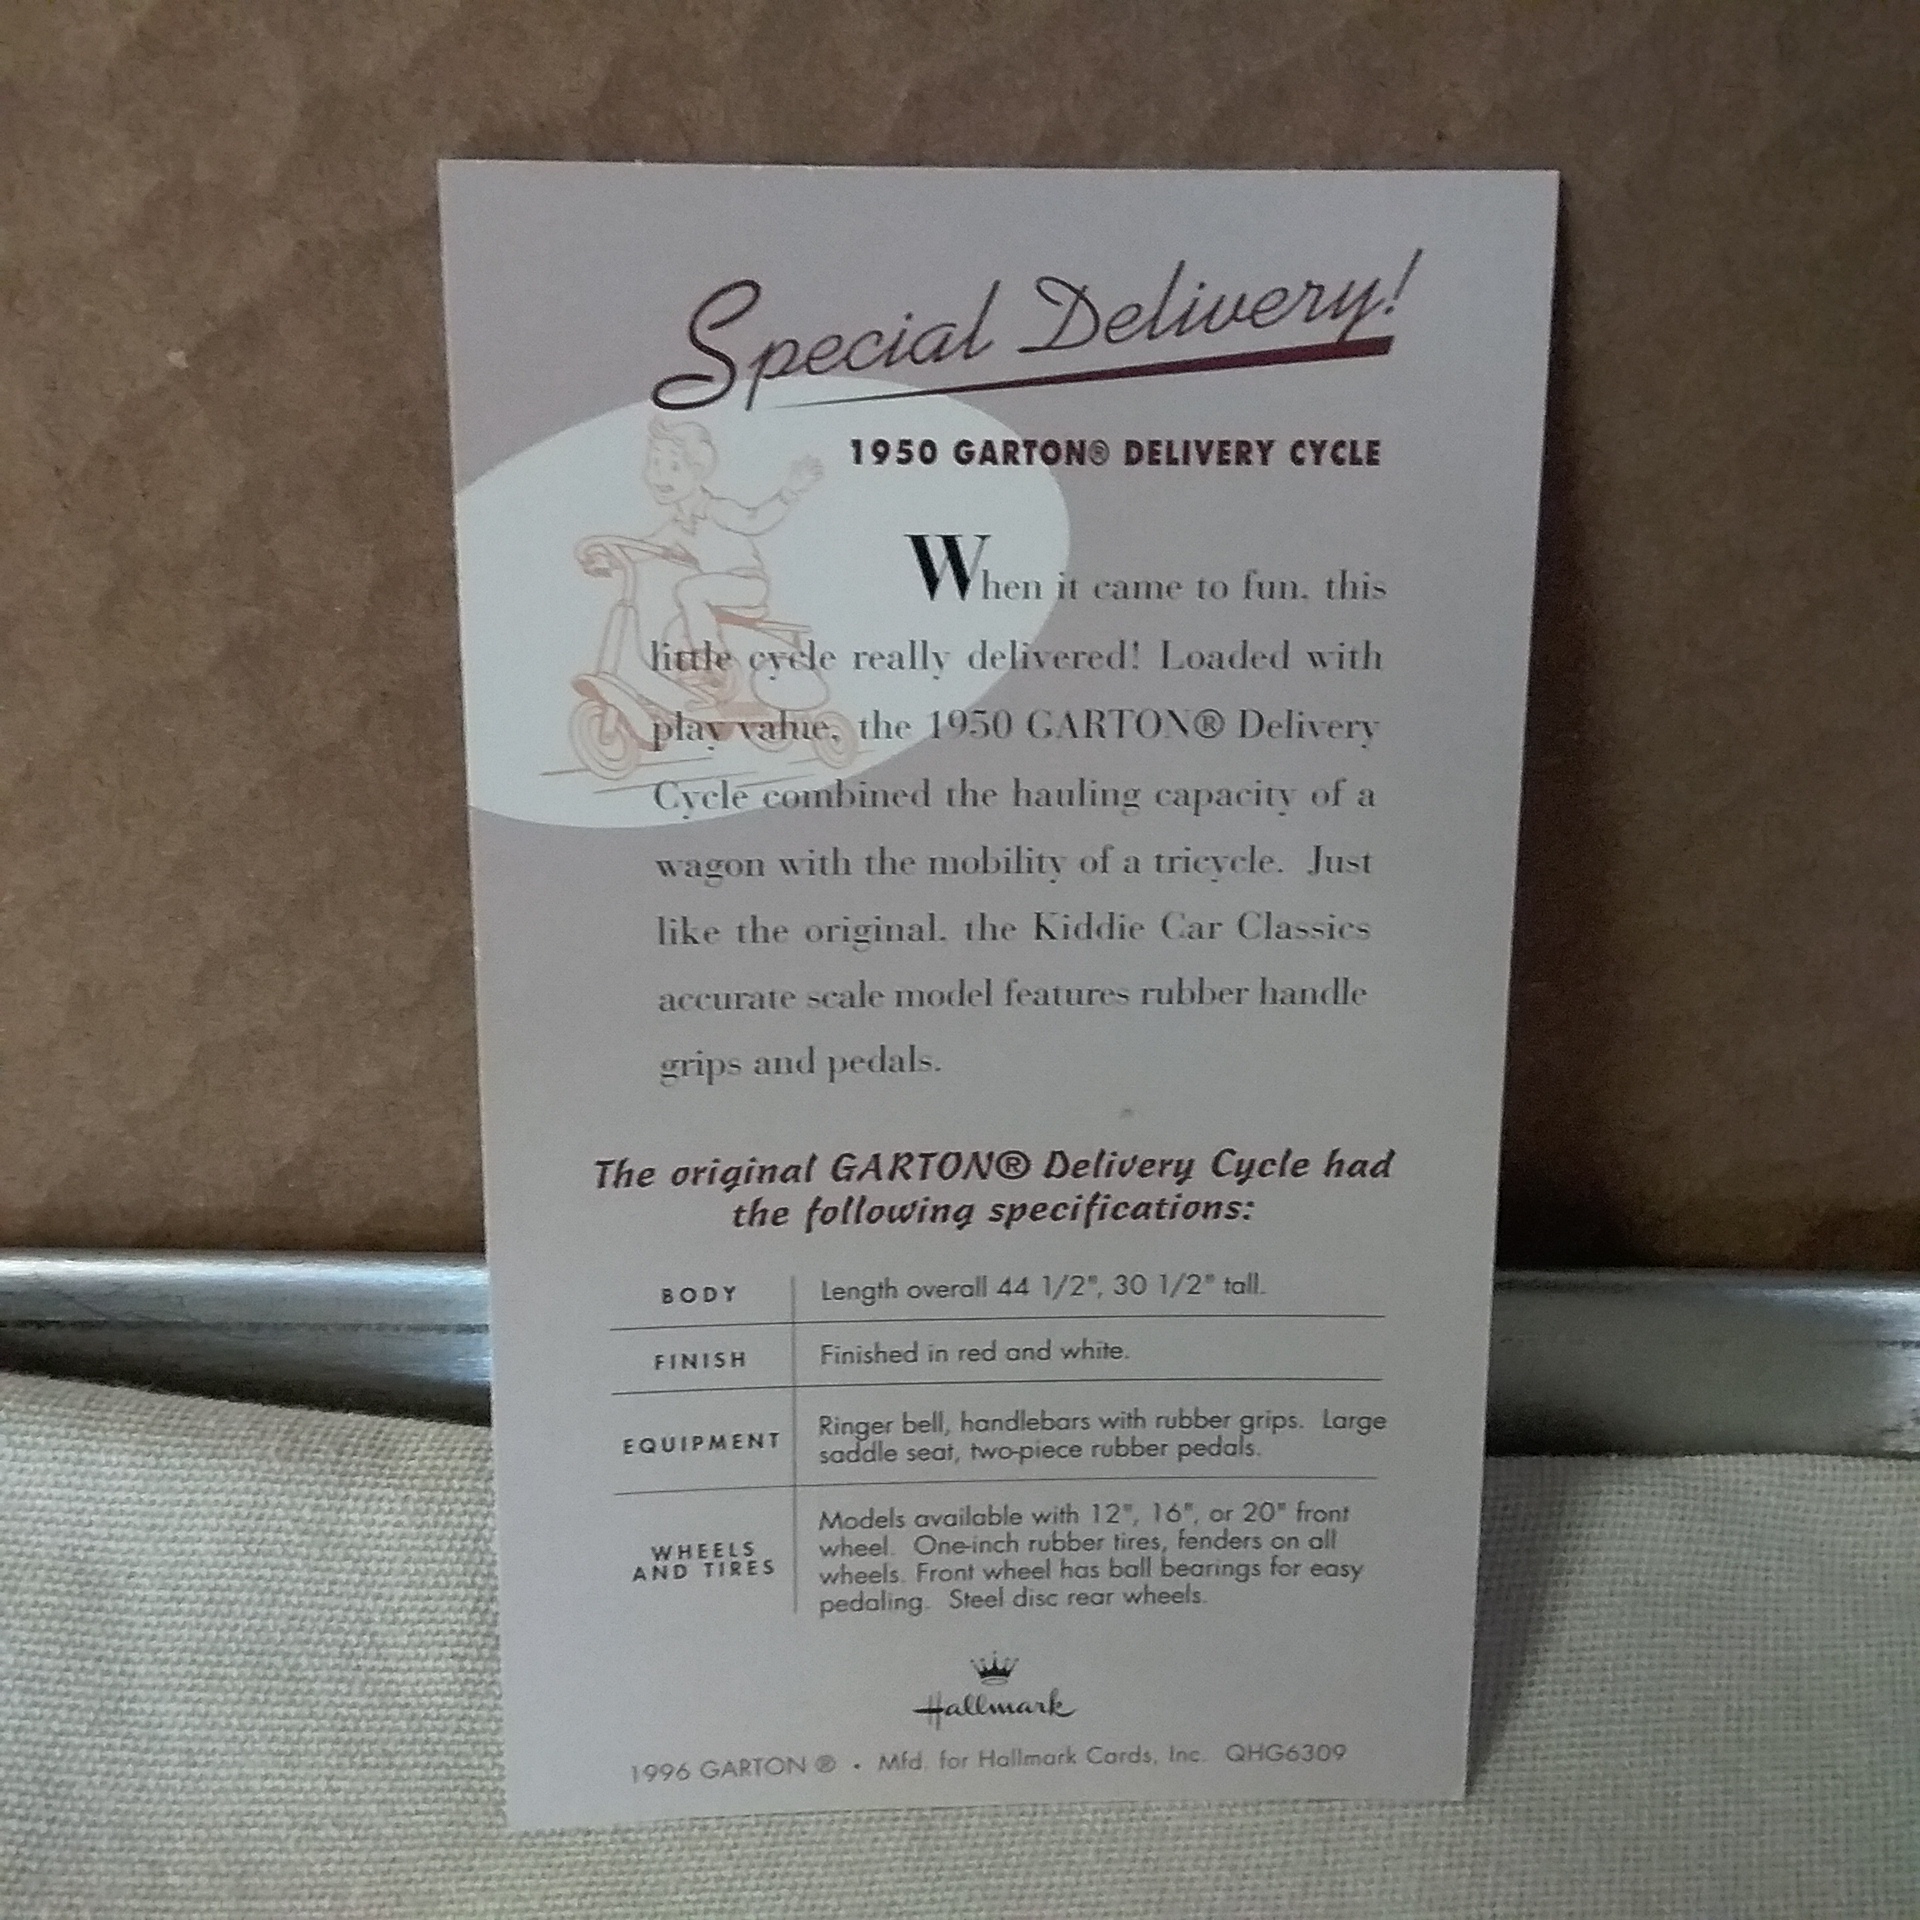 Special Delivery!
1950 GARTON® DELIVERY CYCLE
When it came to fun, this
little cycle really delivered! Loaded with
play value, the 1950 GARTON® Delivery
Cycle combined the hauling capacity of a
wagon with the mobility of a tricycle. Just
like the original, the Kiddie Car Classics
accurate scale model features rubber handle
grips and pedals.
The original GARTON® Delivery Cycle had
the following specifications:
BODY
Length overall 44 1/2", 30 1/2" tall.
FINISH
Finished in red and white.
EQUIPMENT
Ringer bell, handlebars with rubber grips. Large
saddle seat, two-piece rubber pedals.
WHEELS
AND TIRES
Models available with 12", 16", or 20" front
wheel. One-inch rubber tires, fenders on all
wheels. Front wheel has ball bearings for easy
pedaling. Steel disc rear wheels.
Hallmark
1996 GARTON ® • Mfd. for Hallmark Cards, Inc. QHG6309